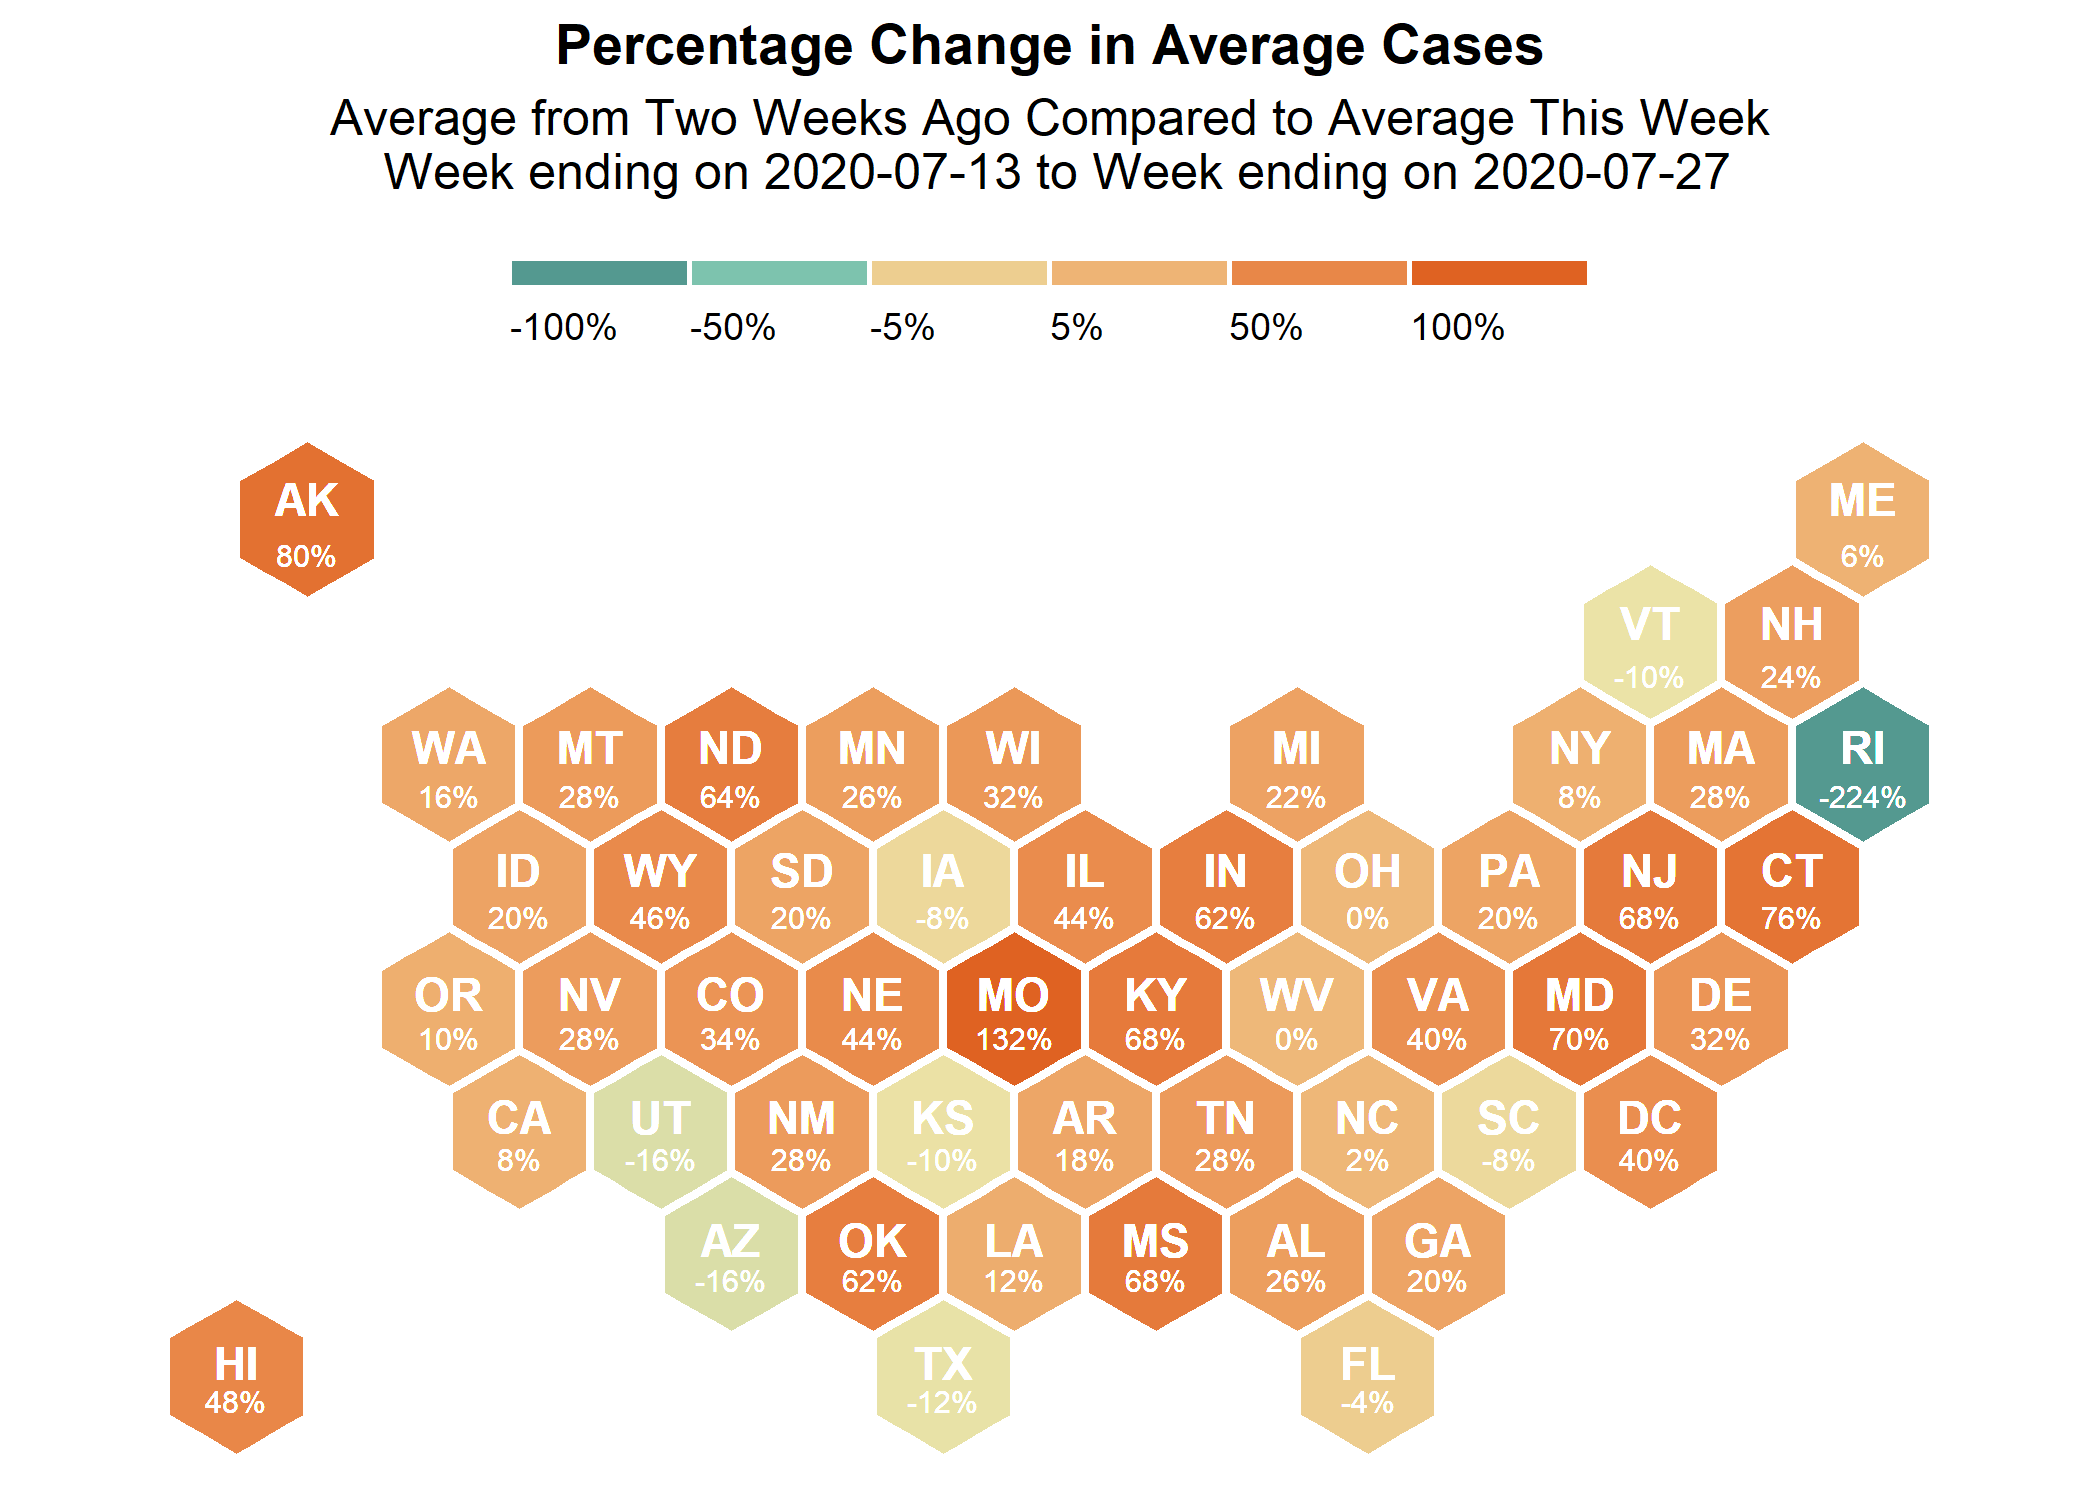 Percentage Change in Average Cases
Average from Two Weeks Ago Compared to Average This Week
Week ending on 2020-07-13 to Week ending on 2020-07-27
-100% -50% -5% 5% 50% 100%
AK ME
80% 6%
VT NH
-10% 24%
WA MT ND MN WI MI NY MA RI
16% 28% 64% 26% 32% 22% 8% 28% -224%
ID WY SD IA IL IN OH PA NJ CT
20% 46% 20% -8% 44% 62% 0% 20% 68% 76%
OR NV CO NE MO KY WV VA MD DE
10% 28% 34% 44% 132% 68% 0% 40% 70% 32%
CA UT NM KS AR TN NC SC DC
8% -16% 28% -10% 18% 28% 2% -8% 40%
AZ OK LA MS AL GA
-16% 62% 12% 68% 26% 20%
HI TX FL
48% -12% -4%